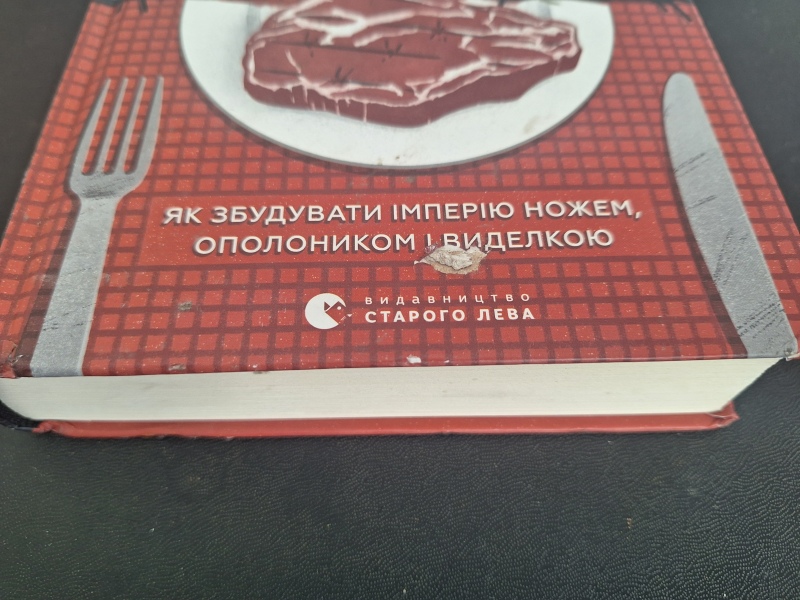 ЯК ЗБУДУВАТИ ІМПЕРІЮ НОЖЕМ,
ОПОЛОНИКОМ І ВИДЕЛКОЮ
видавництво
СТАРОГО ЛЕВА